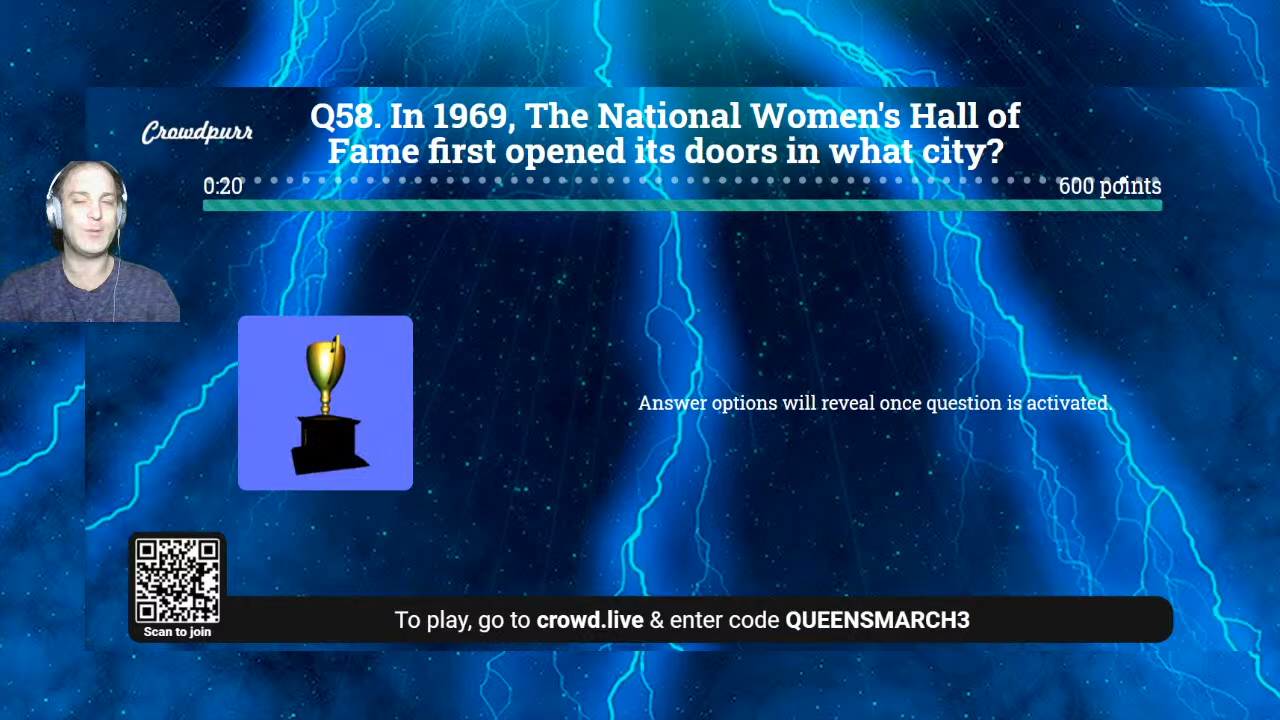 Crowdpurr
Q58. In 1969, The National Women's Hall of
Fame first opened its doors in what city?
0:20
600 points
Answer options will reveal once question is activated.
Scan to join
To play, go to crowd.live & enter code QUEENSMARCH3